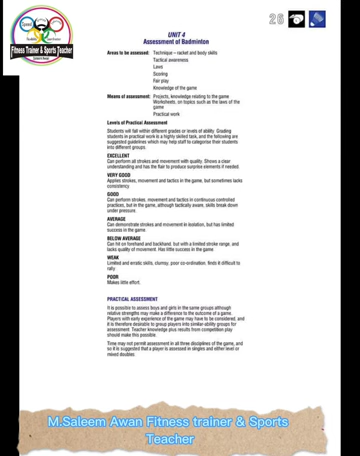 Fitness Trainer & Sports Teacher
26
UNIT 4
Assessment of Badminton
Areas to be assessed: Technique – racket and body skills
Tactical awareness
Laws
Scoring
Fair play
Knowledge of the game
Means of assessment: Projects, knowledge relating to the game
Worksheets, on topics such as the laws of the
game
Practical work
Levels of Practical Assessment
Students will fall within different grades or levels of ability. Grading
students in practical work is a highly skilled task, and the following are
suggested guidelines which may help staff to categorise their students
into different groups.
EXCELLENT
Can perform all strokes and movement with quality. Shows a clear
understanding and has the flair to produce surprise elements if needed.
VERY GOOD
Applies strokes, movement and tactics in the game, but sometimes lacks
consistency.
GOOD
Can perform strokes, movement and tactics in continuous controlled
practices, but in the game, although tactically aware, skills break down
under pressure.
AVERAGE
Can demonstrate strokes and movement in isolation, but has limited
success in the game.
BELOW AVERAGE
Can hit on forehand and backhand, but with a limited stroke range, and
lacks quality of movement. Has little success in the game.
WEAK
Limited and erratic skills, clumsy, poor co-ordination, finds it difficult to
rally.
POOR
Makes little effort.
PRACTICAL ASSESSMENT
It is possible to assess boys and girls in the same groups although
relative strengths may make a difference to the outcome of a game.
Players with early experience of the game may have to be considered, and
it is therefore desirable to group players into similar-ability groups for
assessment. Teacher knowledge plus results from competition play
should make this possible.
Time may not permit assessment in all three disciplines of the game, and
so it is suggested that a player is assessed in singles and either level or
mixed doubles.
M.Saleem Awan Fitness trainer & Sports
Teacher